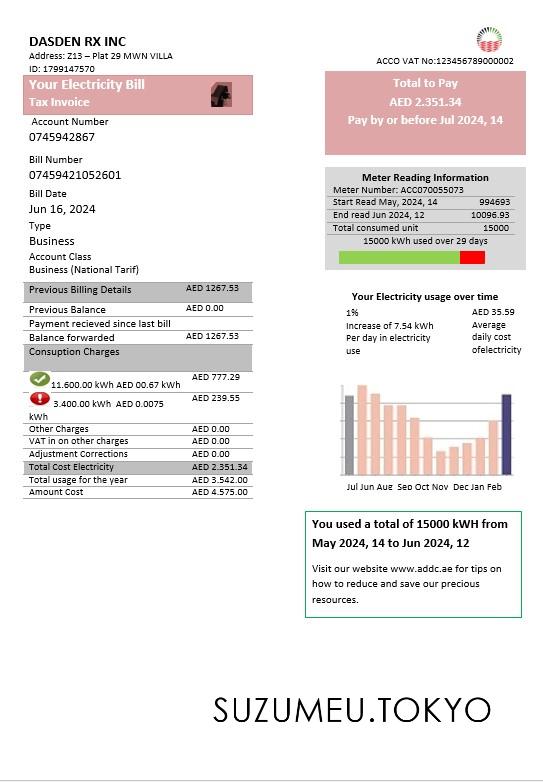 DASDEN RX INC
Address: Z13 – Plat 29 MWN VILLA
ID: 1799147570
ACCO VAT No:123456789000002
Your Electricity Bill
Tax Invoice
Account Number
0745942867
Bill Number
07459421052601
Bill Date
Jun 16, 2024
Type
Business
Account Class
Business (National Tarif)
Previous Billing Details AED 1267.53
Previous Balance AED 0.00
Payment recieved since last bill
Balance forwarded AED 1267.53
Consuption Charges
11.600.00 kWh AED 00.67 kWh AED 777.29
3.400.00 kWh AED 0.0075 AED 239.55
kWh
Other Charges AED 0.00
VAT in on other charges AED 0.00
Adjustment Corrections AED 0.00
Total Cost Electricity AED 2.351.34
Total usage for the year AED 3.542.00
Amount Cost AED 4.575.00
Total to Pay
AED 2.351.34
Pay by or before Jul 2024, 14
Meter Reading Information
Meter Number: ACC070055073
Start Read May, 2024, 14 994693
End read Jun 2024, 12 10096.93
Total consumed unit 15000
15000 kWh used over 29 days
Your Electricity usage over time
1% AED 35.59
Increase of 7.54 kWh Average
Per day in electricity daily cost
use ofelectricity
Jul Jun Aug Sep Oct Nov Dec Jan Feb
You used a total of 15000 kWH from
May 2024, 14 to Jun 2024, 12
Visit our website www.addc.ae for tips on
how to reduce and save our precious
resources.
SUZUMEU.TOKYO